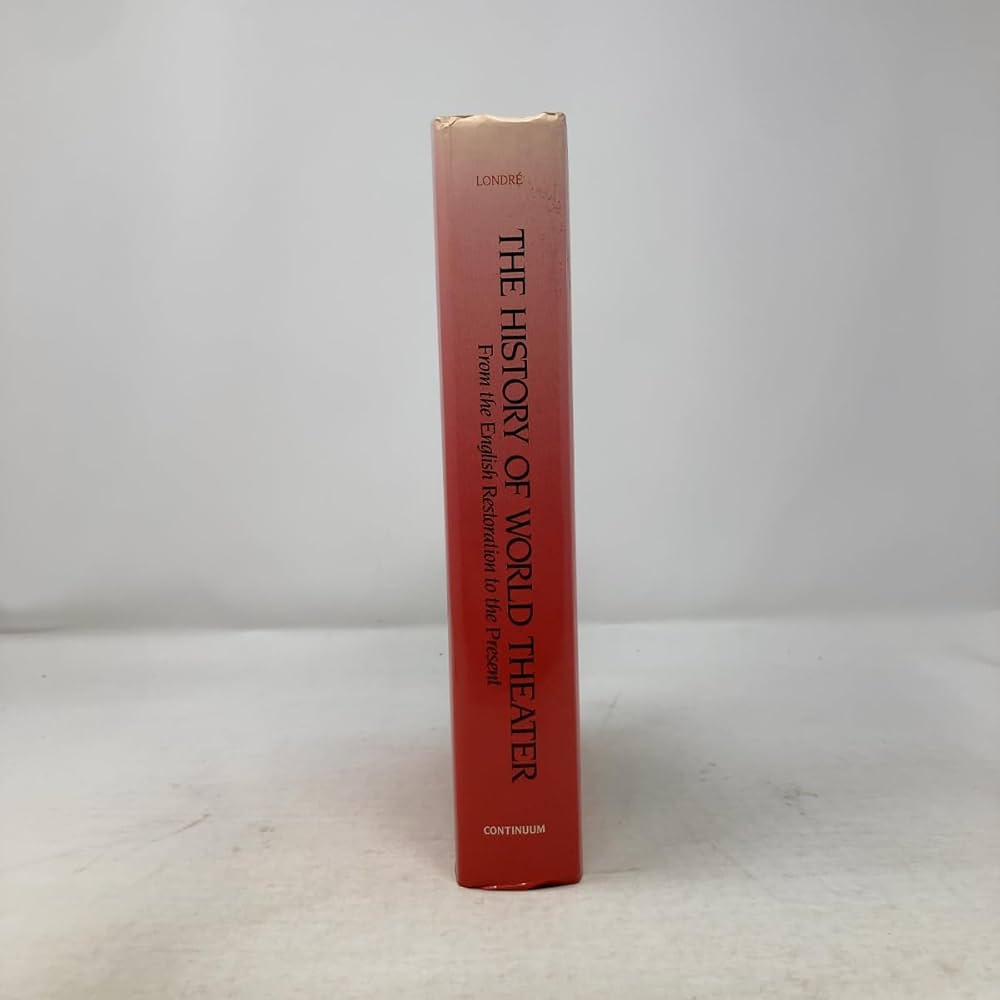 LONDRÉ
THE HISTORY OF WORLD THEATER
From the English Restoration to the Present
CONTINUUM